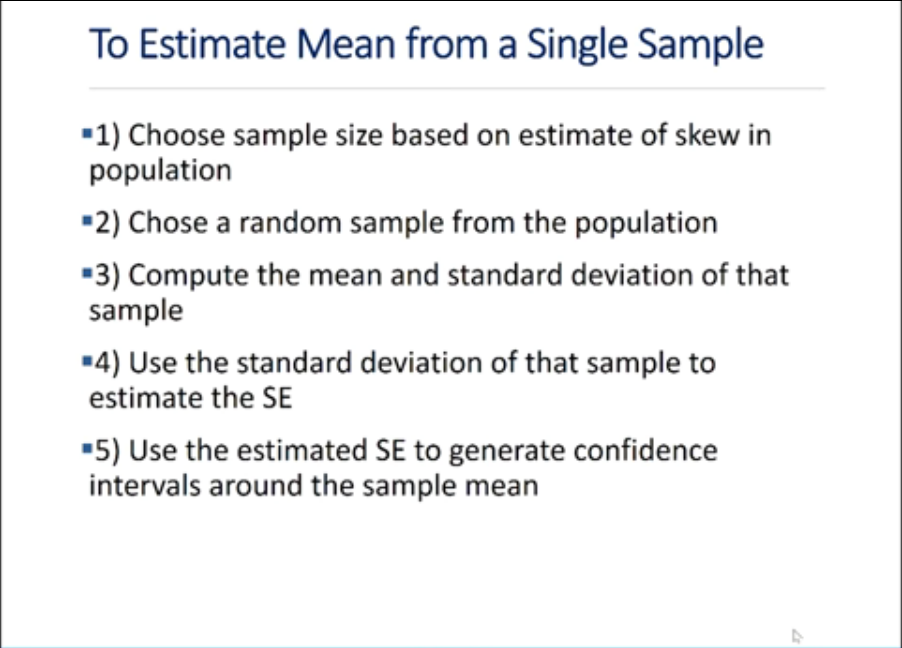 To Estimate Mean from a Single Sample
▪1) Choose sample size based on estimate of skew in
population
▪2) Chose a random sample from the population
▪3) Compute the mean and standard deviation of that
sample
▪4) Use the standard deviation of that sample to
estimate the SE
▪5) Use the estimated SE to generate confidence
intervals around the sample mean